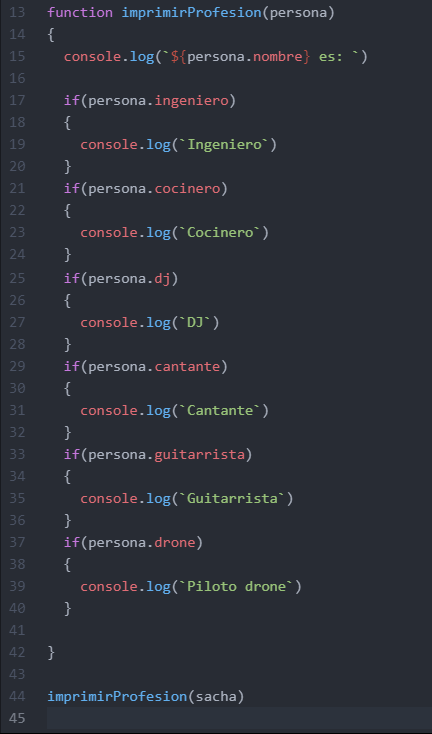 13 function imprimirProfesion(persona)
14 {
15   console.log(`${persona.nombre} es: `)
16
17   if(persona.ingeniero)
18   {
19     console.log(`Ingeniero`)
20   }
21   if(persona.cocinero)
22   {
23     console.log(`Cocinero`)
24   }
25   if(persona.dj)
26   {
27     console.log(`DJ`)
28   }
29   if(persona.cantante)
30   {
31     console.log(`Cantante`)
32   }
33   if(persona.guitarrista)
34   {
35     console.log(`Guitarrista`)
36   }
37   if(persona.drone)
38   {
39     console.log(`Piloto drone`)
40   }
41
42 }
43
44 imprimirProfesion(sacha)
45